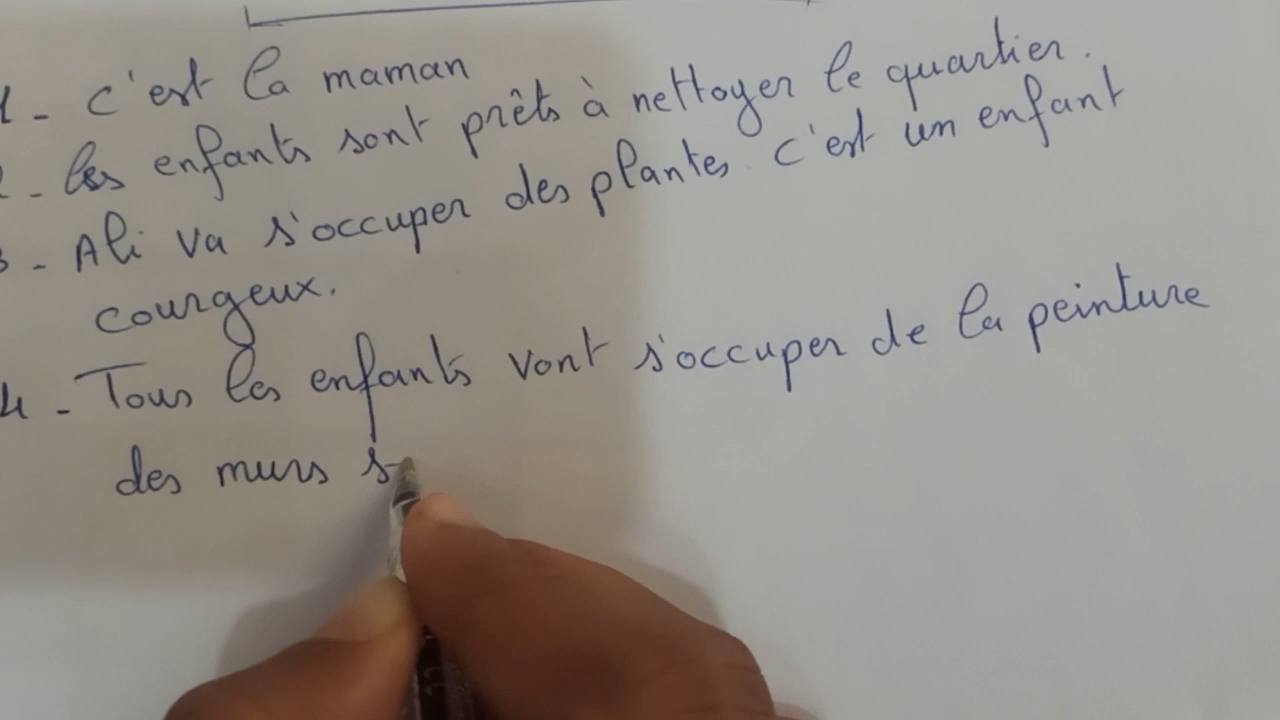 1 - c'est la maman
2 - les enfants sont prêts à nettoyer le quartier.
3 - Ali va s'occuper des plantes. c'est un enfant
courgeux.
4 - Tous les enfants vont s'occuper de la peinture
des murs s